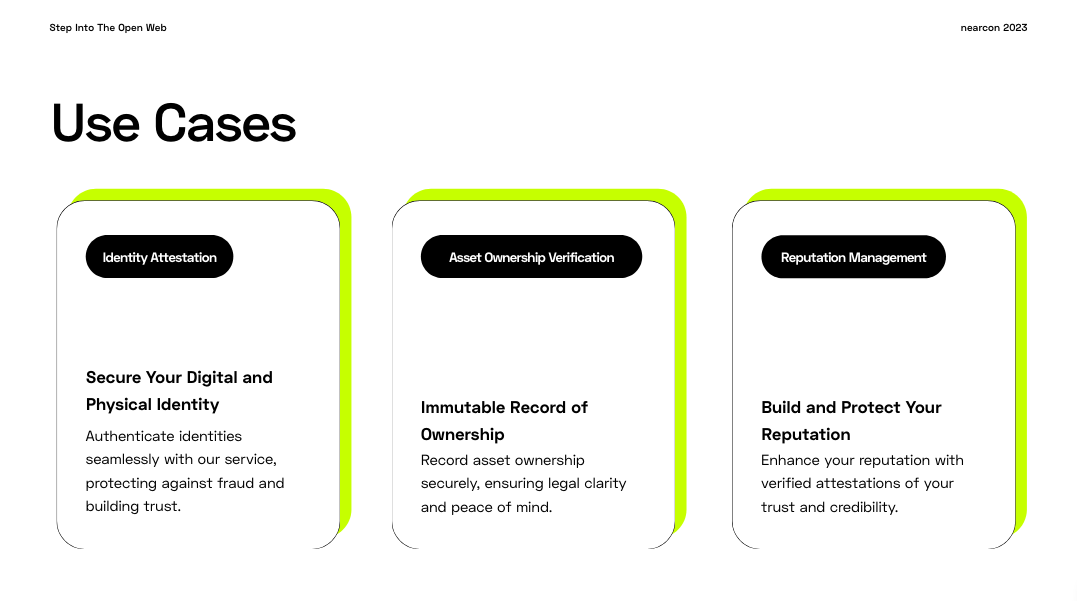 Step Into The Open Web
nearcon 2023
Use Cases
Identity Attestation
Secure Your Digital and
Physical Identity
Authenticate identities
seamlessly with our service,
protecting against fraud and
building trust.
Asset Ownership Verification
Immutable Record of
Ownership
Record asset ownership
securely, ensuring legal clarity
and peace of mind.
Reputation Management
Build and Protect Your
Reputation
Enhance your reputation with
verified attestations of your
trust and credibility.